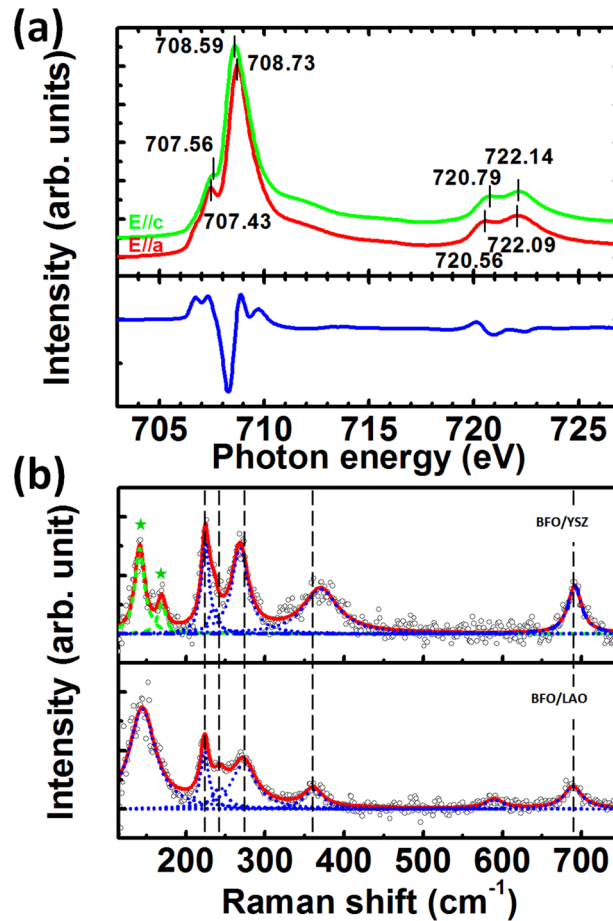 (a)
708.59
708.73
707.56
707.43
722.14
720.79
722.09
720.56
E//c
E//a
Intensity (arb. units)
705 710 715 720 725
Photon energy (eV)
(b)
BFO/YSZ
BFO/LAO
Intensity (arb. unit)
200 300 400 500 600 700
Raman shift (cm⁻¹)